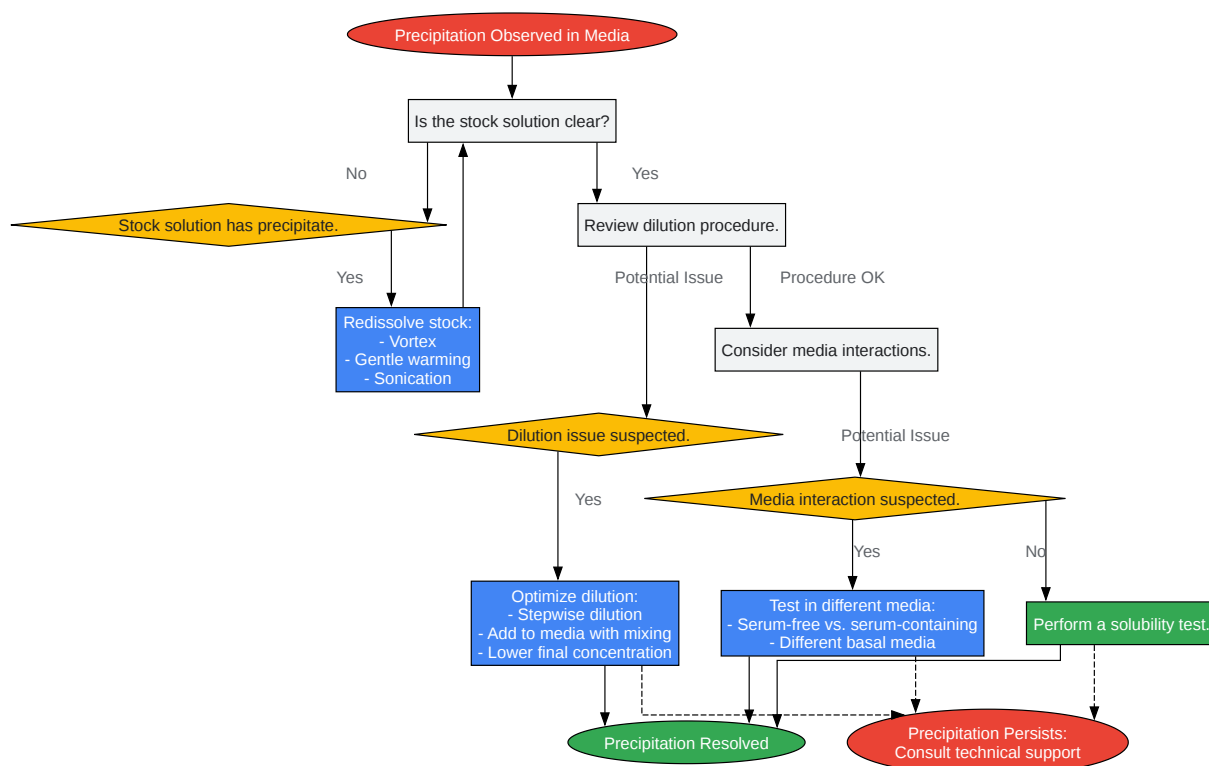 Precipitation Observed in Media
Is the stock solution clear?
No
Yes
Stock solution has precipitate.
Review dilution procedure.
Yes
Potential Issue
Procedure OK
Redissolve stock:
- Vortex
- Gentle warming
- Sonication
Consider media interactions.
Dilution issue suspected.
Potential Issue
Yes
Media interaction suspected.
Yes
No
Optimize dilution:
- Stepwise dilution
- Add to media with mixing
- Lower final concentration
Test in different media:
- Serum-free vs. serum-containing
- Different basal media
Perform a solubility test.
Precipitation Resolved
Precipitation Persists:
Consult technical support